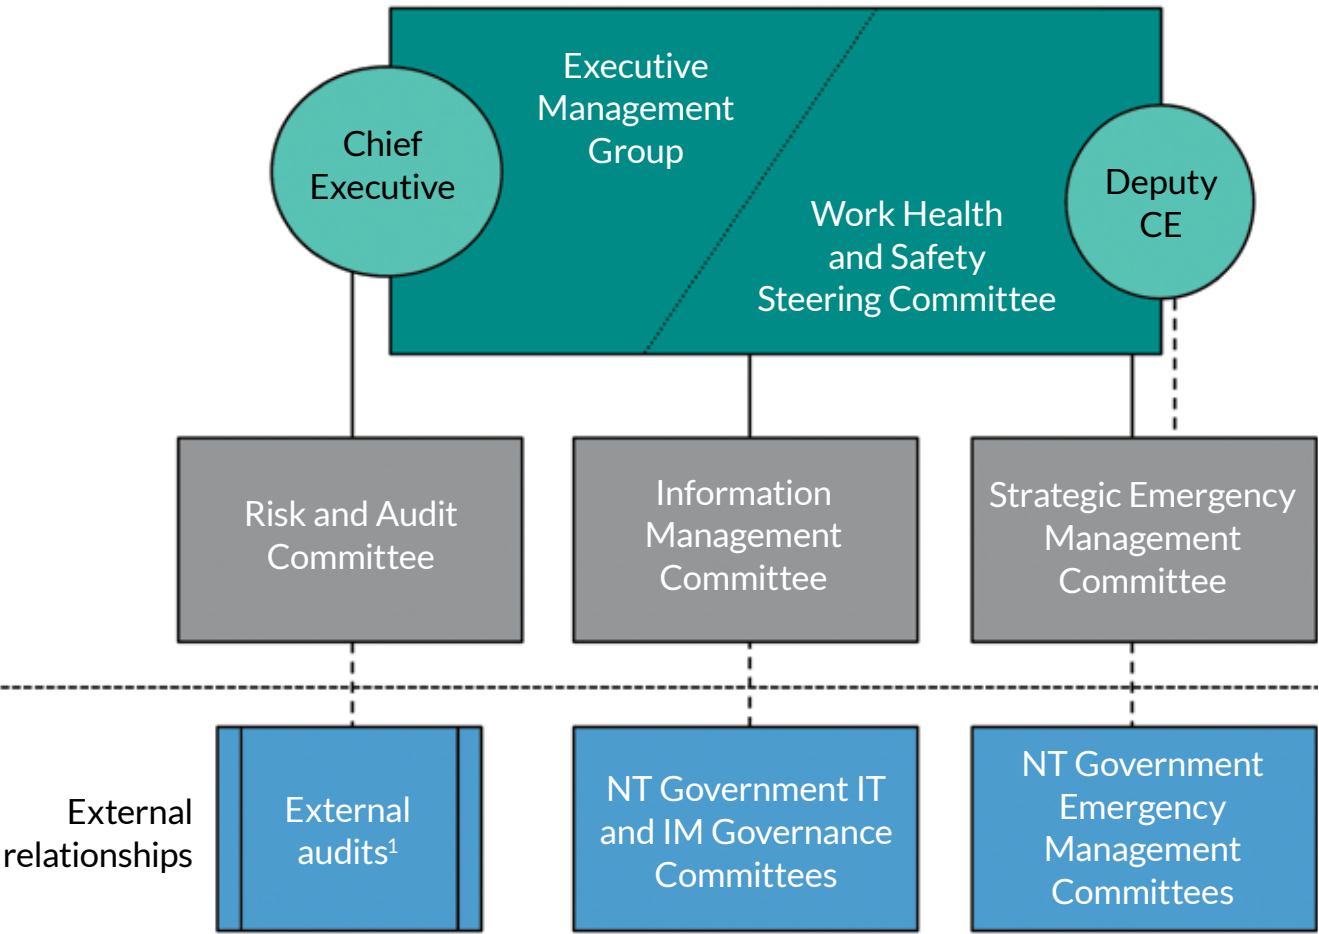 Executive
Management
Group
Chief
Executive
Work Health
and Safety
Steering Committee
Deputy
CE
Risk and Audit
Committee
Information
Management
Committee
Strategic Emergency
Management
Committee
External
relationships
External
audits¹
NT Government IT
and IM Governance
Committees
NT Government
Emergency
Management
Committees